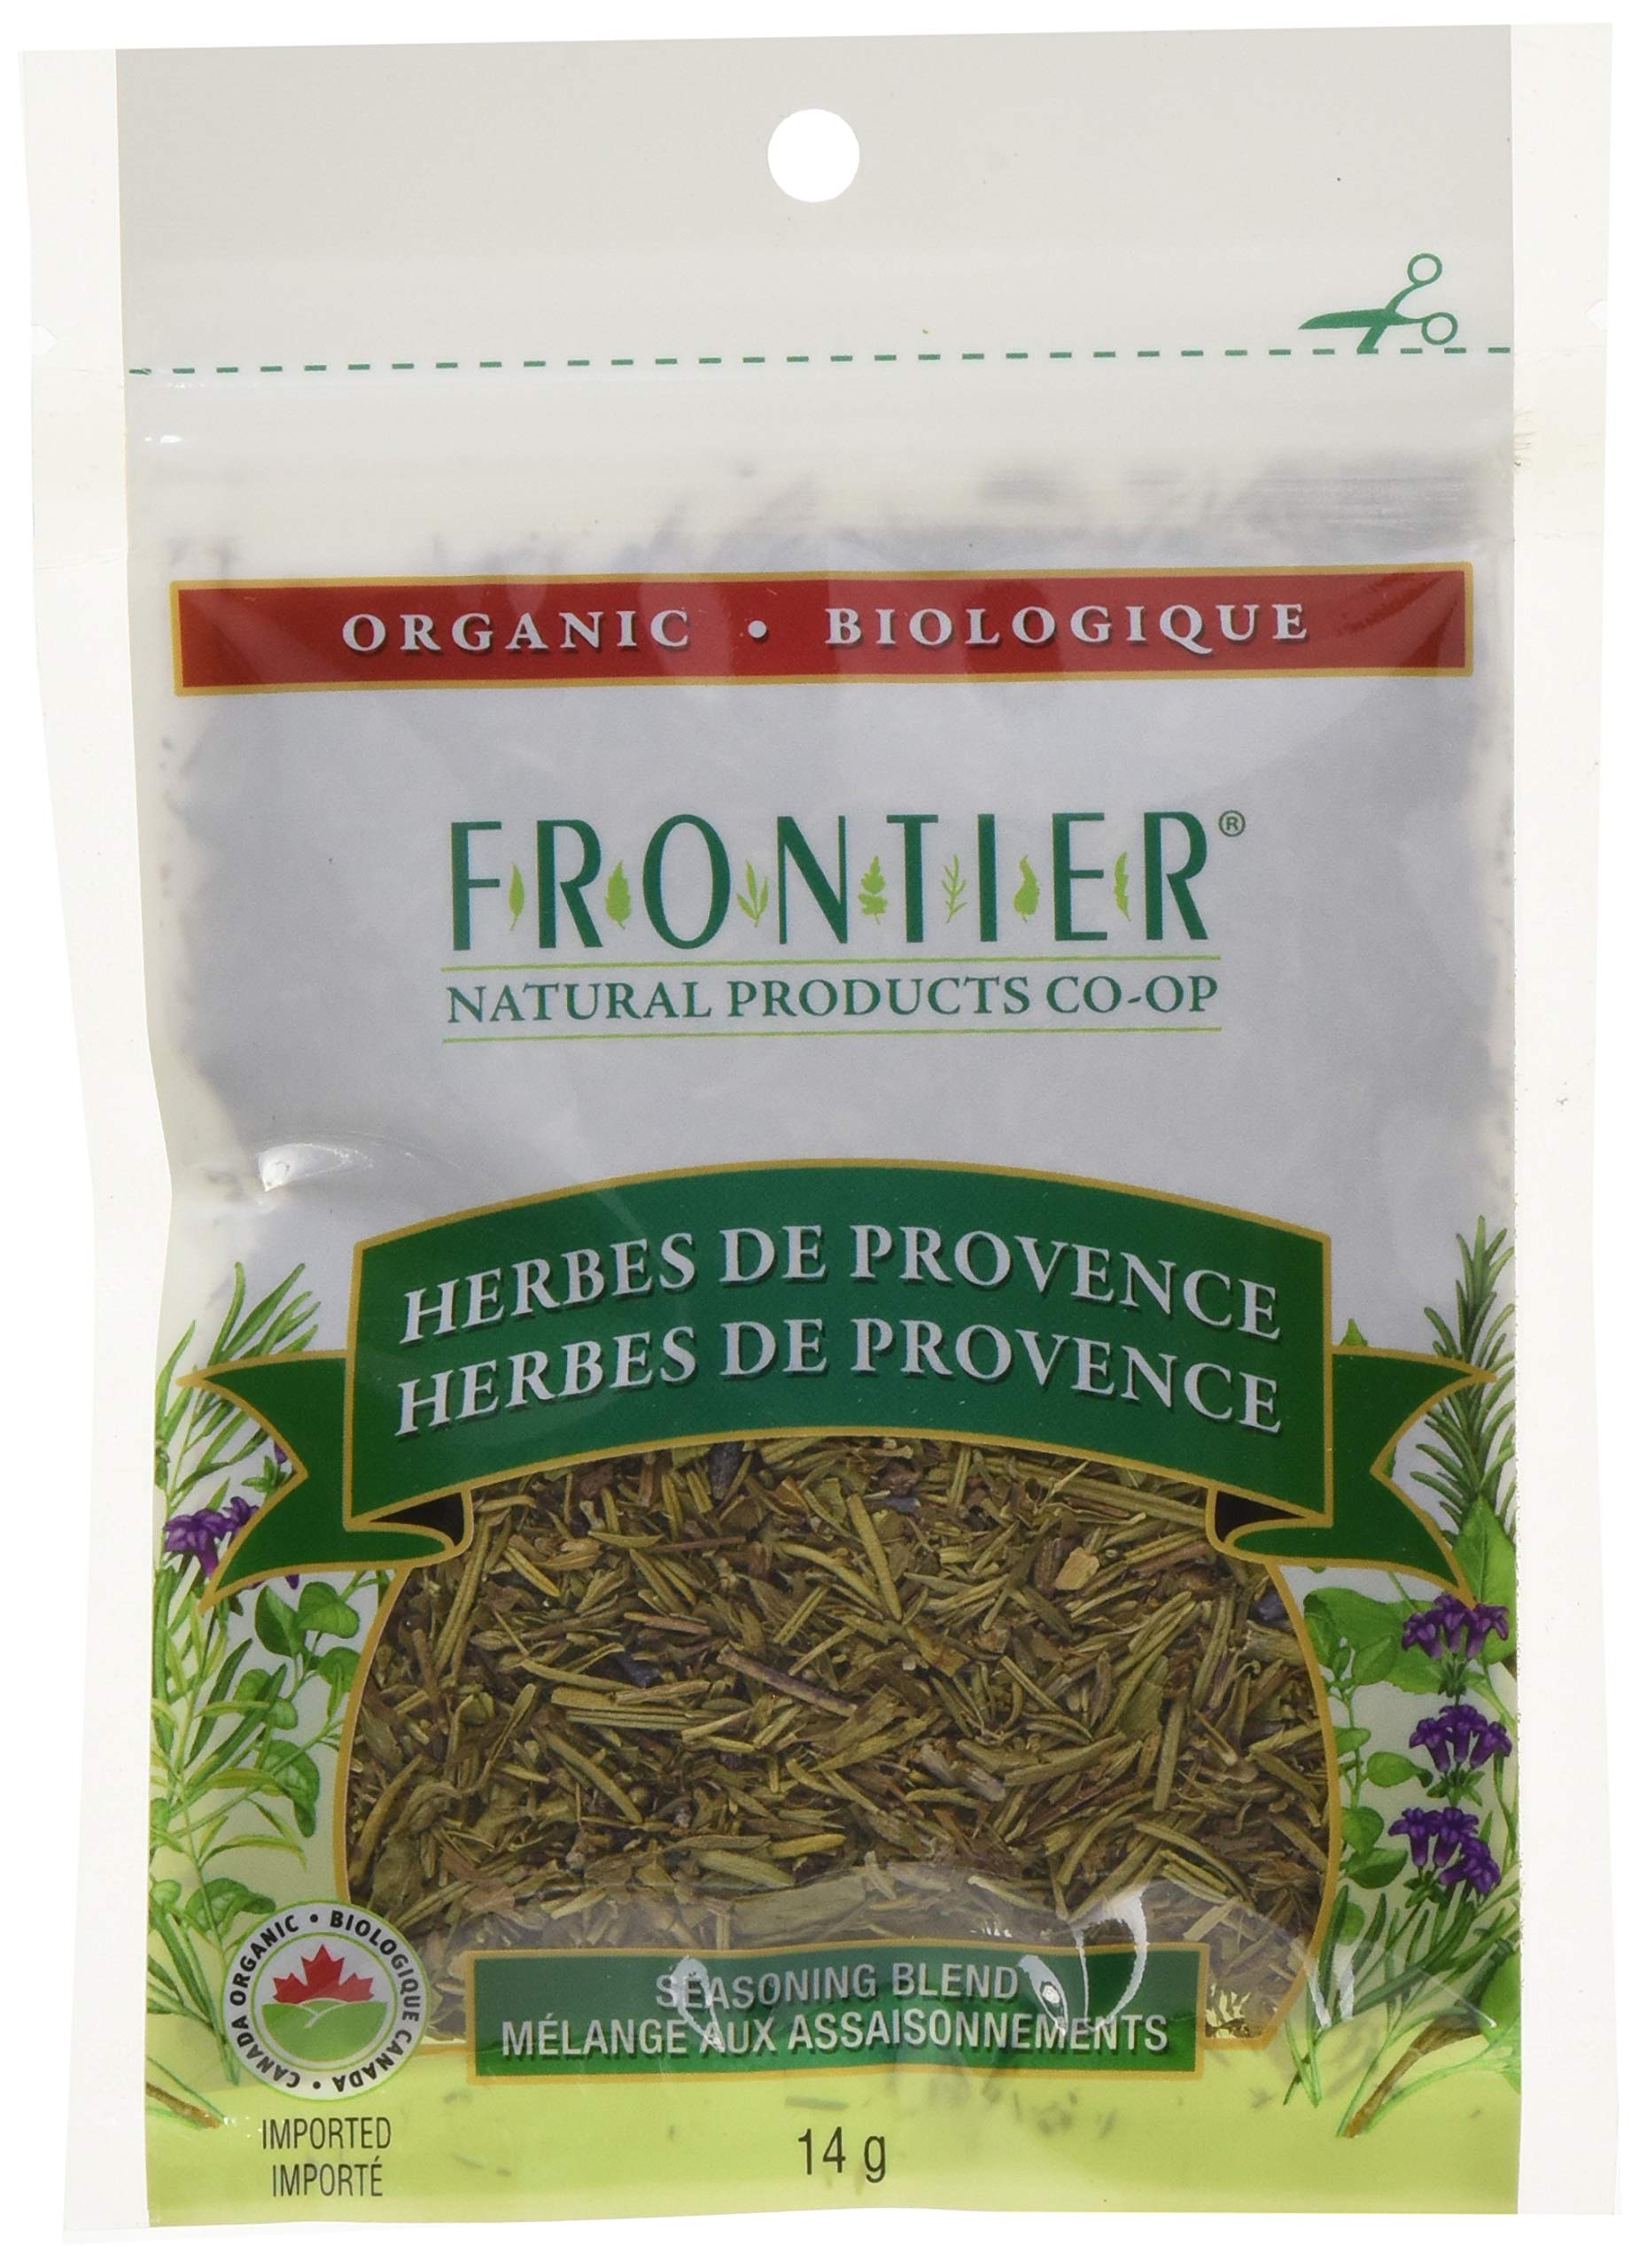 ORGANIC • BIOLOGIQUE
FRONTIER®
NATURAL PRODUCTS CO-OP
HERBES DE PROVENCE
HERBES DE PROVENCE
CANADA ORGANIC • BIOLOGIQUE CANADA •
SEASONING BLEND
MÉLANGE AUX ASSAISONNEMENTS
IMPORTED
IMPORTÉ
14 g